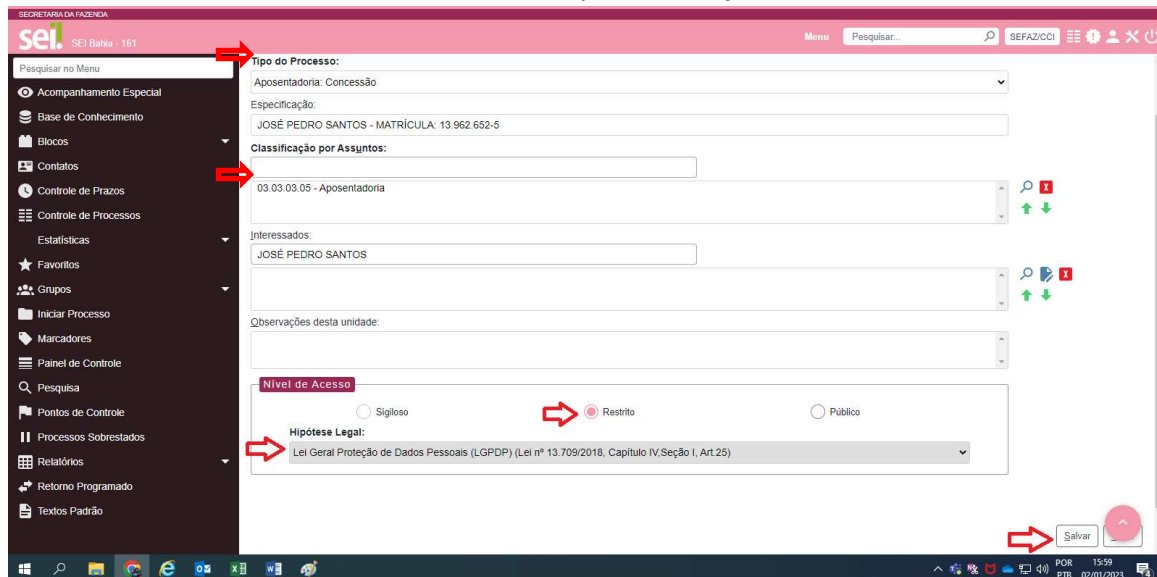 SECRETARIA DA FAZENDA
sei! SEI Bahia - 161
Menu Pesquisar... SEFAZ/CCI
Pesquisar no Menu
Acompanhamento Especial
Base de Conhecimento
Blocos
Contatos
Controle de Prazos
Controle de Processos
Estatísticas
Favoritos
Grupos
Iniciar Processo
Marcadores
Painel de Controle
Pesquisa
Pontos de Controle
Processos Sobrestados
Relatórios
Retorno Programado
Textos Padrão
Tipo do Processo:
Aposentadoria: Concessão
Especificação:
JOSÉ PEDRO SANTOS - MATRÍCULA: 13.962.652-5
Classificação por Assuntos:
03.03.03.05 - Aposentadoria
Interessados:
JOSÉ PEDRO SANTOS
Observações desta unidade:
Nível de Acesso
Sigiloso Restrito Público
Hipótese Legal:
Lei Geral Proteção de Dados Pessoais (LGPDP) (Lei nº 13.709/2018, Capítulo IV,Seção I, Art.25)
Salvar
POR 15:59
PTB 02/01/2023